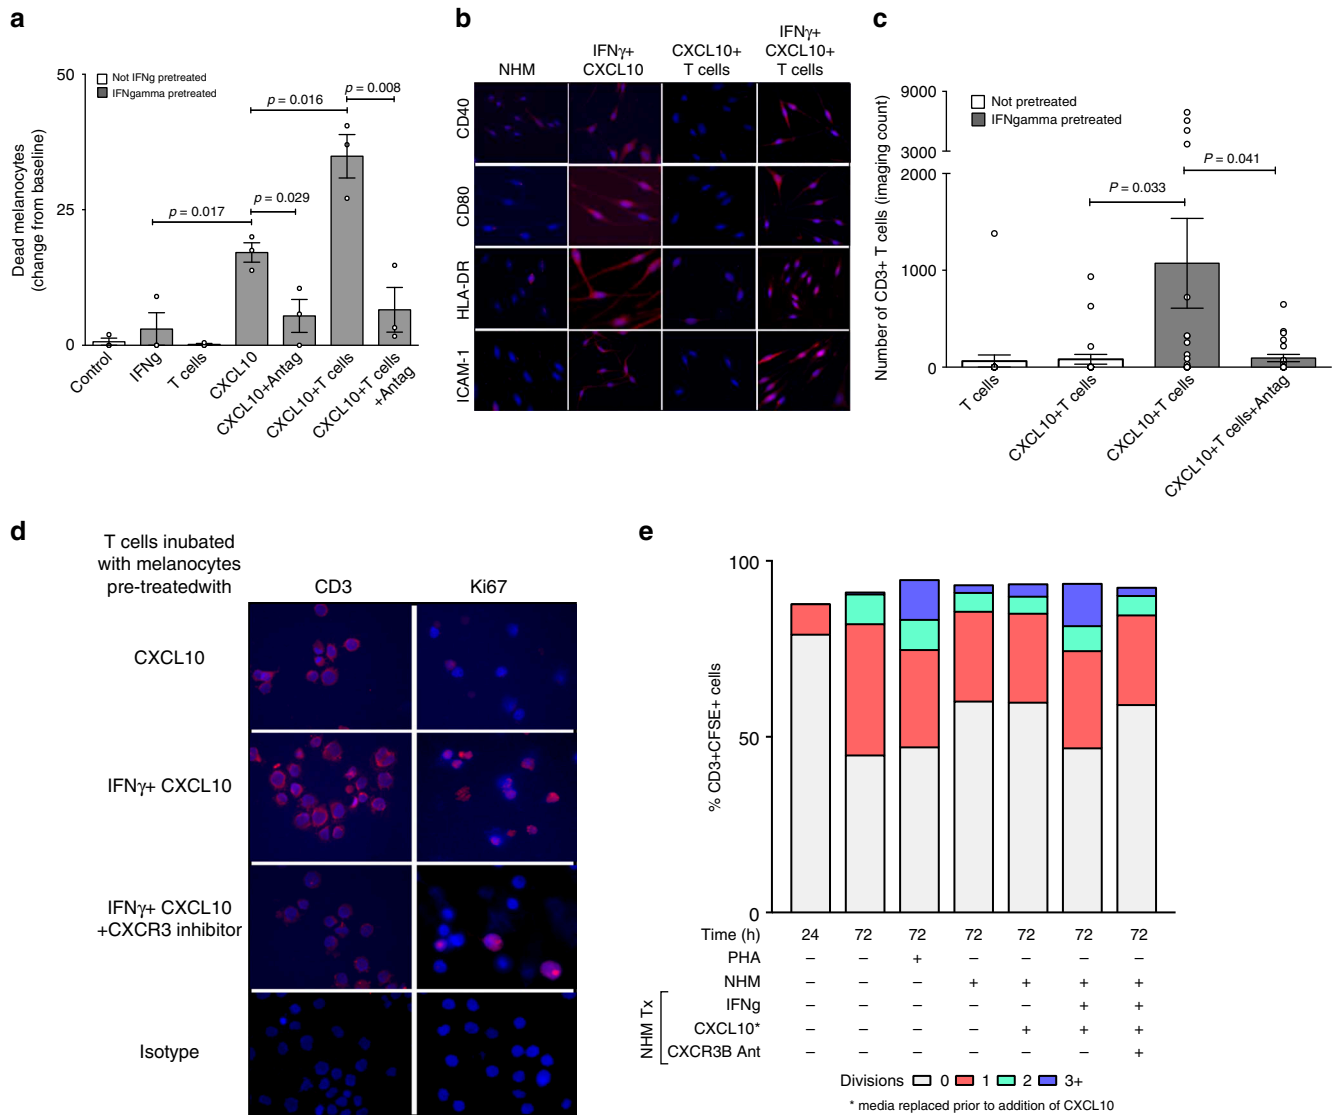 a
50
25
0
Dead melanocytes
(change from baseline)
Not IFNg pretreated
IFNgamma pretreated
p = 0.017
p = 0.016
p = 0.029
p = 0.008
Control
IFNg
T cells
CXCL10
CXCL10+Antag
CXCL10+T cells
CXCL10+T cells
+Antag
b
NHM
IFNγ+
CXCL10
CXCL10+
T cells
IFNγ+
CXCL10+
T cells
CD40
CD80
HLA-DR
ICAM-1
c
9000
3000
2000
1000
0
Number of CD3+ T cells (imaging count)
Not pretreated
IFNgamma pretreated
P = 0.033
P = 0.041
T cells
CXCL10+T cells
CXCL10+T cells
CXCL10+T cells+Antag
d
T cells inubated
with melanocytes
pre-treatedwith
CD3
Ki67
CXCL10
IFNγ+ CXCL10
IFNγ+ CXCL10
+CXCR3 inhibitor
Isotype
e
100
50
0
% CD3+CFSE+ cells
Time (h) 24 72 72 72 72 72 72
PHA – – + – – – –
NHM – – – + + + +
IFNg – – – – – + +
CXCL10* – – – – + + +
CXCR3B Ant – – – – – – +
NHM Tx
Divisions 0 1 2 3+
* media replaced prior to addition of CXCL10